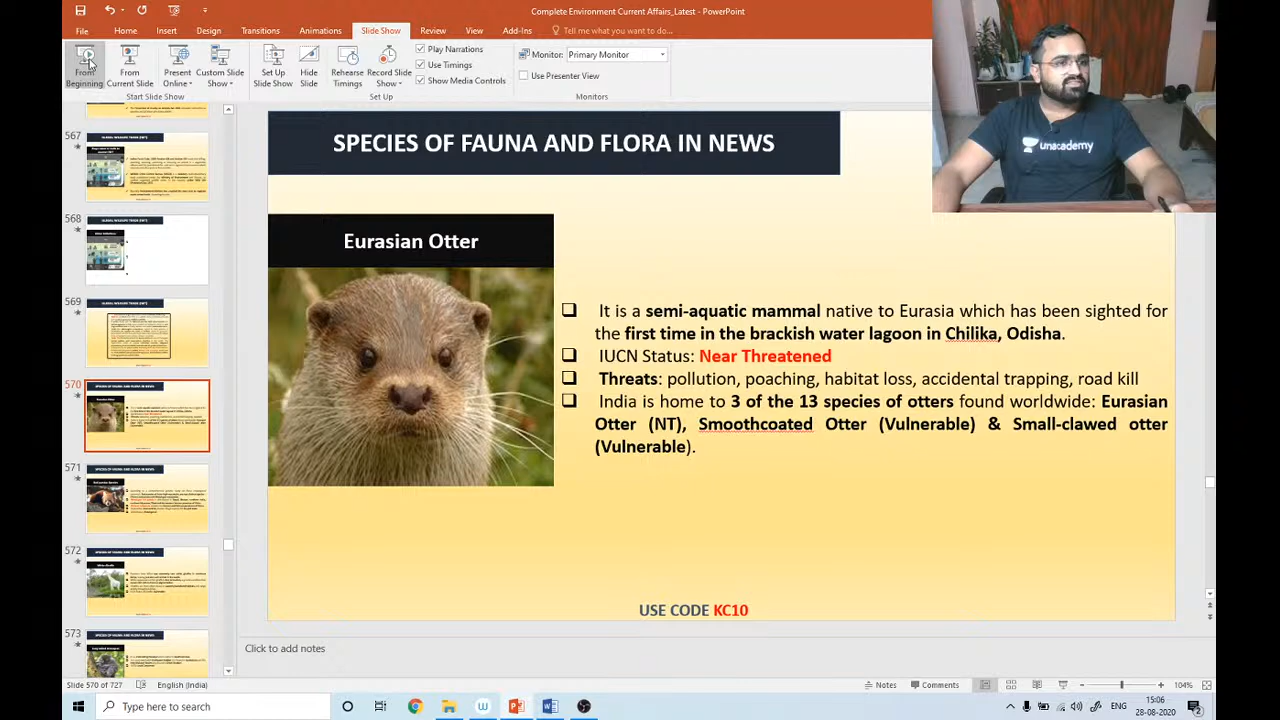 Complete Environment Current Affairs_Latest - PowerPoint
File Home Insert Design Transitions Animations Slide Show Review View Add-Ins Tell me what you want to do...
From Beginning
From Current Slide
Present Online
Custom Slide Show
Set Up Slide Show
Hide Slide
Rehearse Timings
Record Slide Show
Play Narrations
Use Timings
Show Media Controls
Monitor: Primary Monitor
Use Presenter View
Start Slide Show
Set Up
Monitors
unacademy
567
568
569
570
571
572
573
SPECIES OF FAUNA AND FLORA IN NEWS
Eurasian Otter
It is a semi-aquatic mammal native to Eurasia which has been sighted for
the first time in the brackish water lagoon in Chilika, Odisha.
IUCN Status: Near Threatened
Threats: pollution, poaching, habitat loss, accidental trapping, road kill
India is home to 3 of the 13 species of otters found worldwide: Eurasian
Otter (NT), Smoothcoated Otter (Vulnerable) & Small-clawed otter
(Vulnerable).
USE CODE KC10
Click to add notes
Slide 570 of 727 English (India) Notes Comments 104%
Type here to search
ENG
15:06
28-08-2020
2